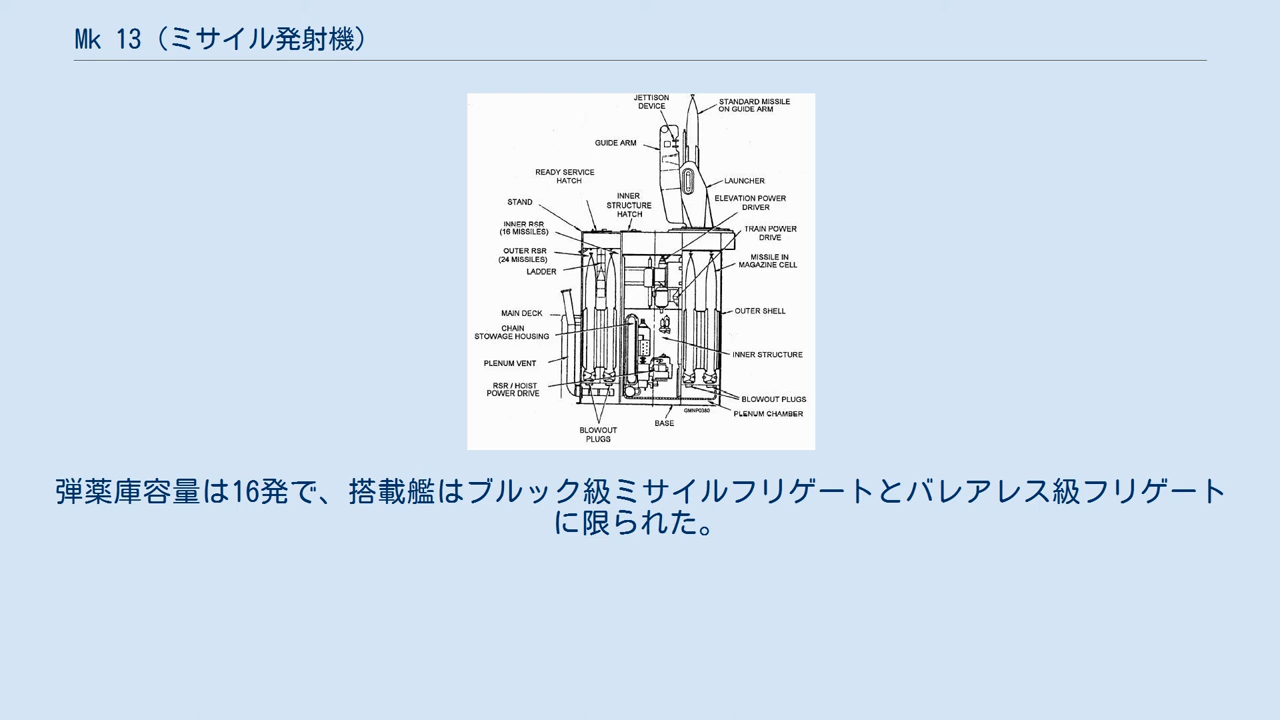 Mk 13（ミサイル発射機）
JETTISON
DEVICE
STANDARD MISSILE
ON GUIDE ARM
GUIDE ARM
READY SERVICE
HATCH
LAUNCHER
INNER
STRUCTURE
HATCH
ELEVATION POWER
DRIVER
STAND
INNER RSR
(16 MISSILES)
TRAIN POWER
DRIVE
OUTER RSR
(24 MISSILES)
MISSILE IN
MAGAZINE CELL
LADDER
MAIN DECK
OUTER SHELL
CHAIN
STOWAGE HOUSING
INNER STRUCTURE
PLENUM VENT
RSR / HOIST
POWER DRIVE
BLOWOUT PLUGS
GMNP0380
PLENUM CHAMBER
BASE
BLOWOUT
PLUGS
弾薬庫容量は16発で、搭載艦はブルック級ミサイルフリゲートとバレアレス級フリゲート
に限られた。